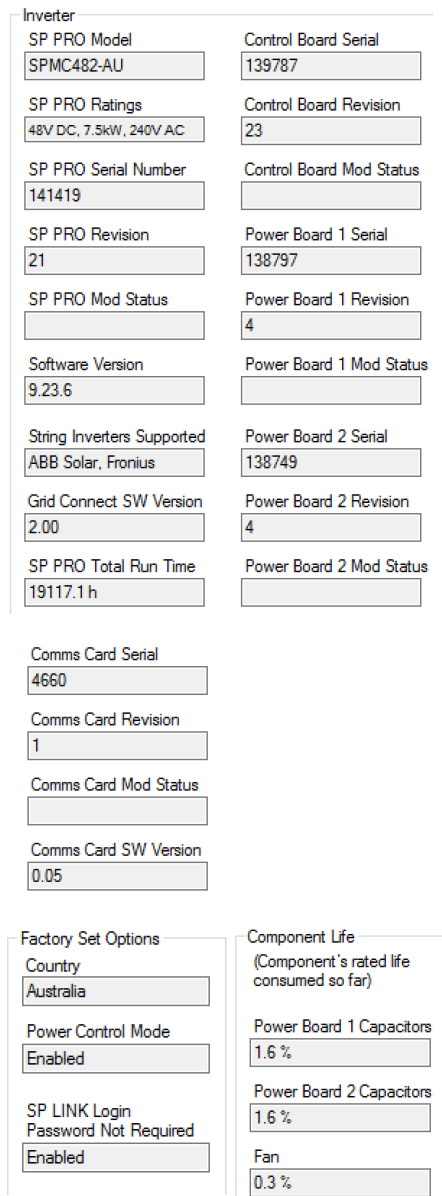 Inverter
SP PRO Model
SPMC482-AU
SP PRO Ratings
48V DC, 7.5kW, 240V AC
SP PRO Serial Number
141419
SP PRO Revision
21
SP PRO Mod Status
Software Version
9.23.6
String Inverters Supported
ABB Solar, Fronius
Grid Connect SW Version
2.00
SP PRO Total Run Time
19117.1 h
Control Board Serial
139787
Control Board Revision
23
Control Board Mod Status
Power Board 1 Serial
138797
Power Board 1 Revision
4
Power Board 1 Mod Status
Power Board 2 Serial
138749
Power Board 2 Revision
4
Power Board 2 Mod Status
Comms Card Serial
4660
Comms Card Revision
1
Comms Card Mod Status
Comms Card SW Version
0.05
Factory Set Options
Country
Australia
Power Control Mode
Enabled
SP LINK Login
Password Not Required
Enabled
Component Life
(Component's rated life
consumed so far)
Power Board 1 Capacitors
1.6 %
Power Board 2 Capacitors
1.6 %
Fan
0.3 %